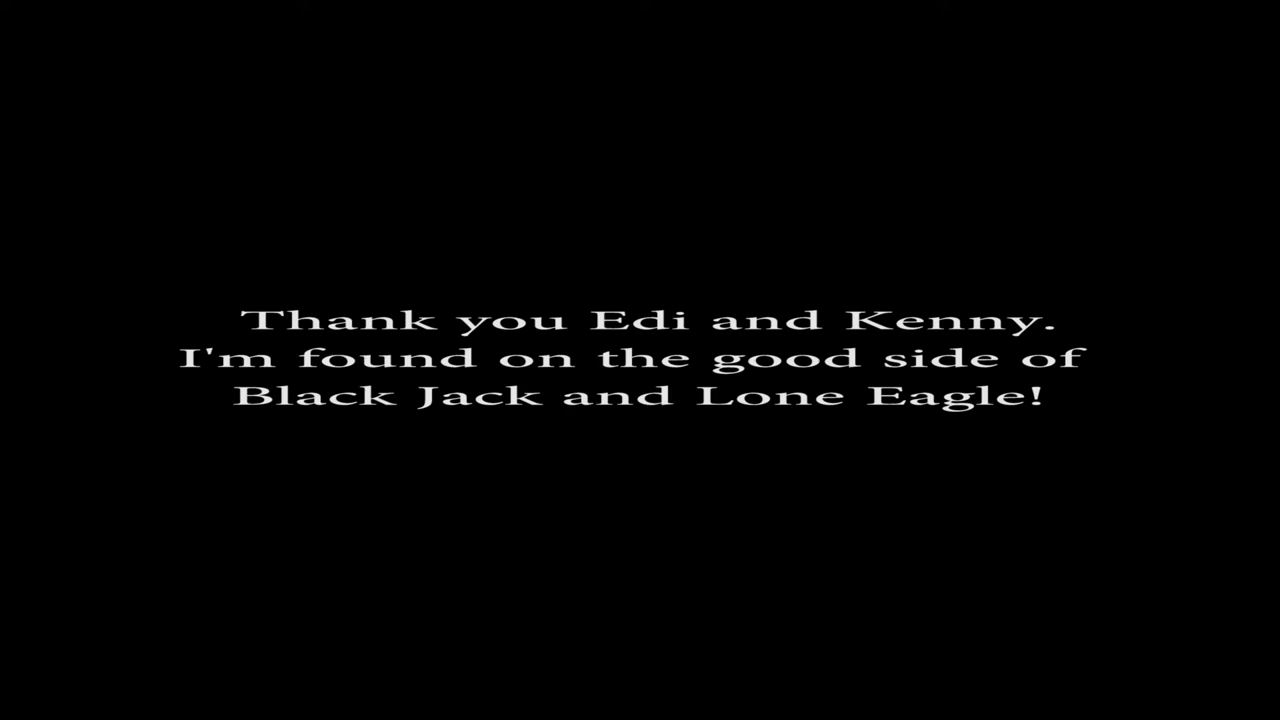 Thank you Edi and Kenny.
I'm found on the good side of
Black Jack and Lone Eagle!